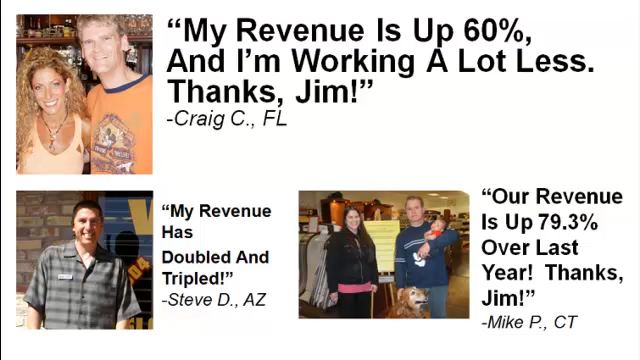 “My Revenue Is Up 60%,
And I’m Working A Lot Less.
Thanks, Jim!”
-Craig C., FL
“My Revenue
Has
Doubled And
Tripled!”
-Steve D., AZ
“Our Revenue
Is Up 79.3%
Over Last
Year!  Thanks,
Jim!”
-Mike P., CT